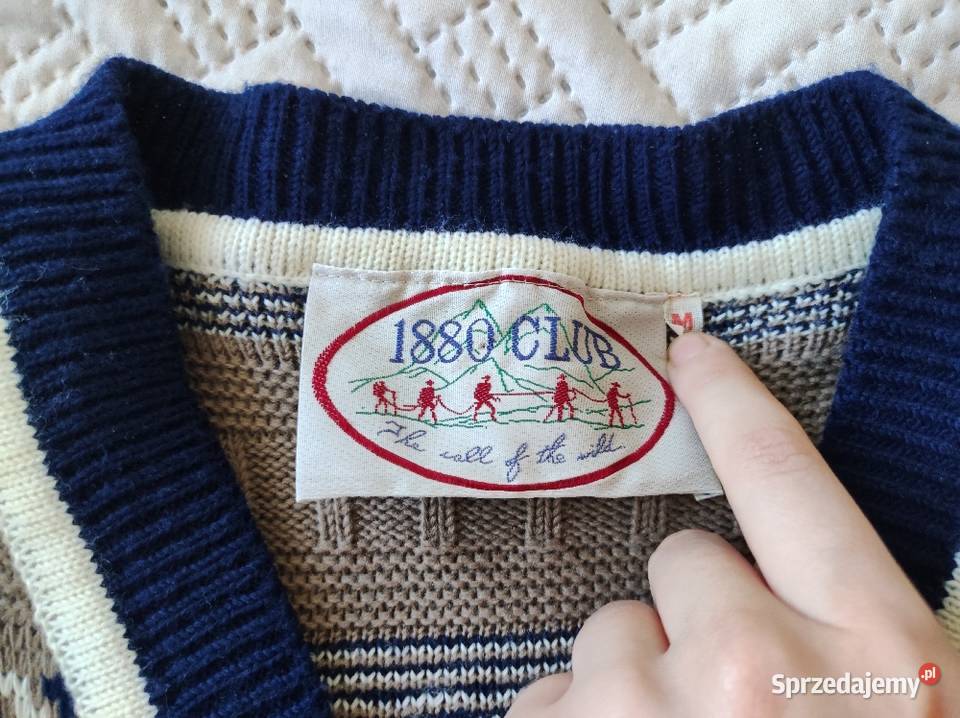 1880 CLUB
M
The call of the wild.
Sprzedajemy.pl